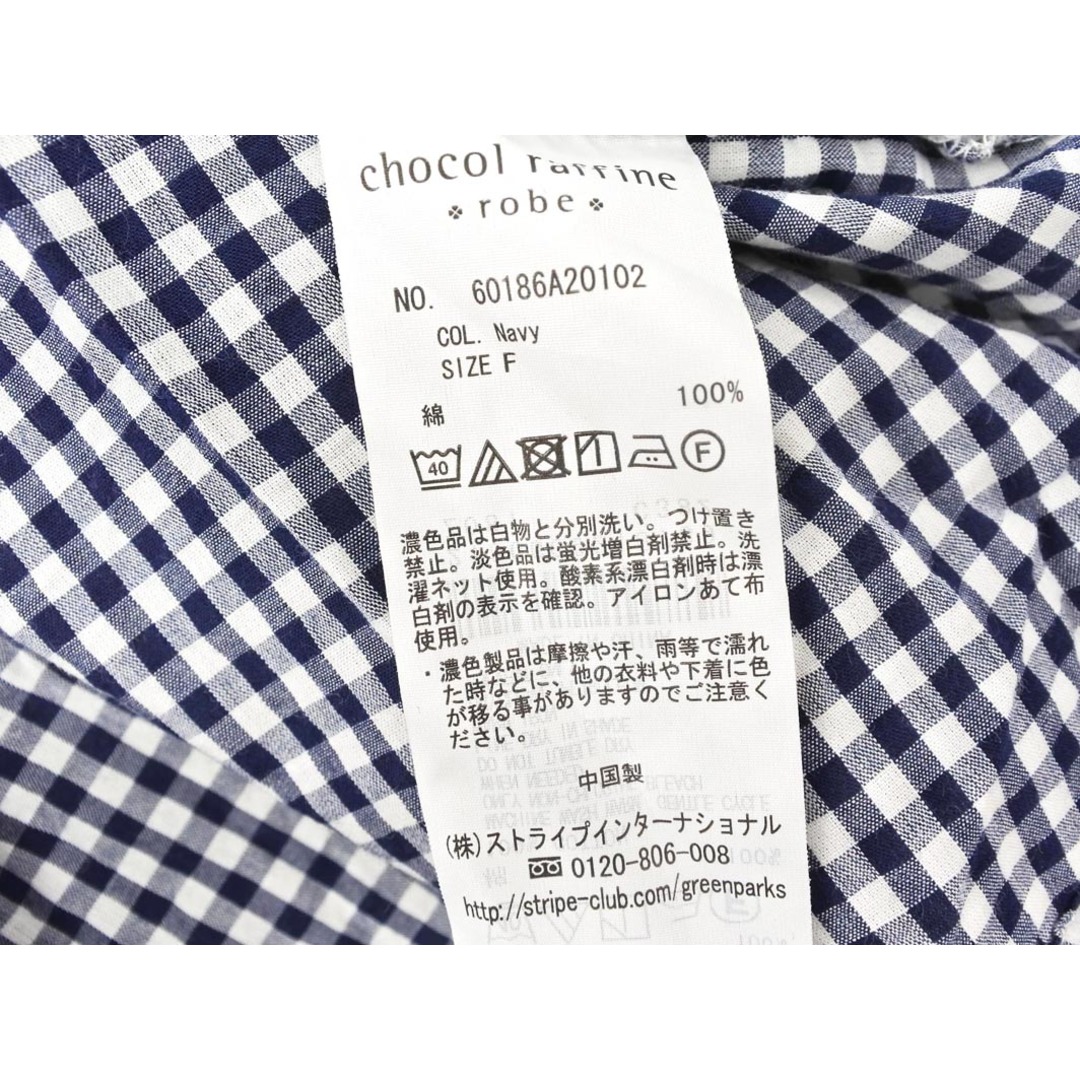 chocol raffine
robe
NO. 60186A20102
COL. Navy
SIZE F
綿 100%
40 F
濃色品は白物と分別洗い。つけ置き
禁止。淡色品は蛍光増白剤禁止。洗
濯ネット使用。酸素系漂白剤時は漂
白剤の表示を確認。アイロンあて布
使用。
・濃色製品は摩擦や汗、雨等で濡れ
た時などに、他の衣料や下着に色
が移る事がありますのでご注意く
ださい。
中国製
(株)ストライプインターナショナル
0120-806-008
http://stripe-club.com/greenparks